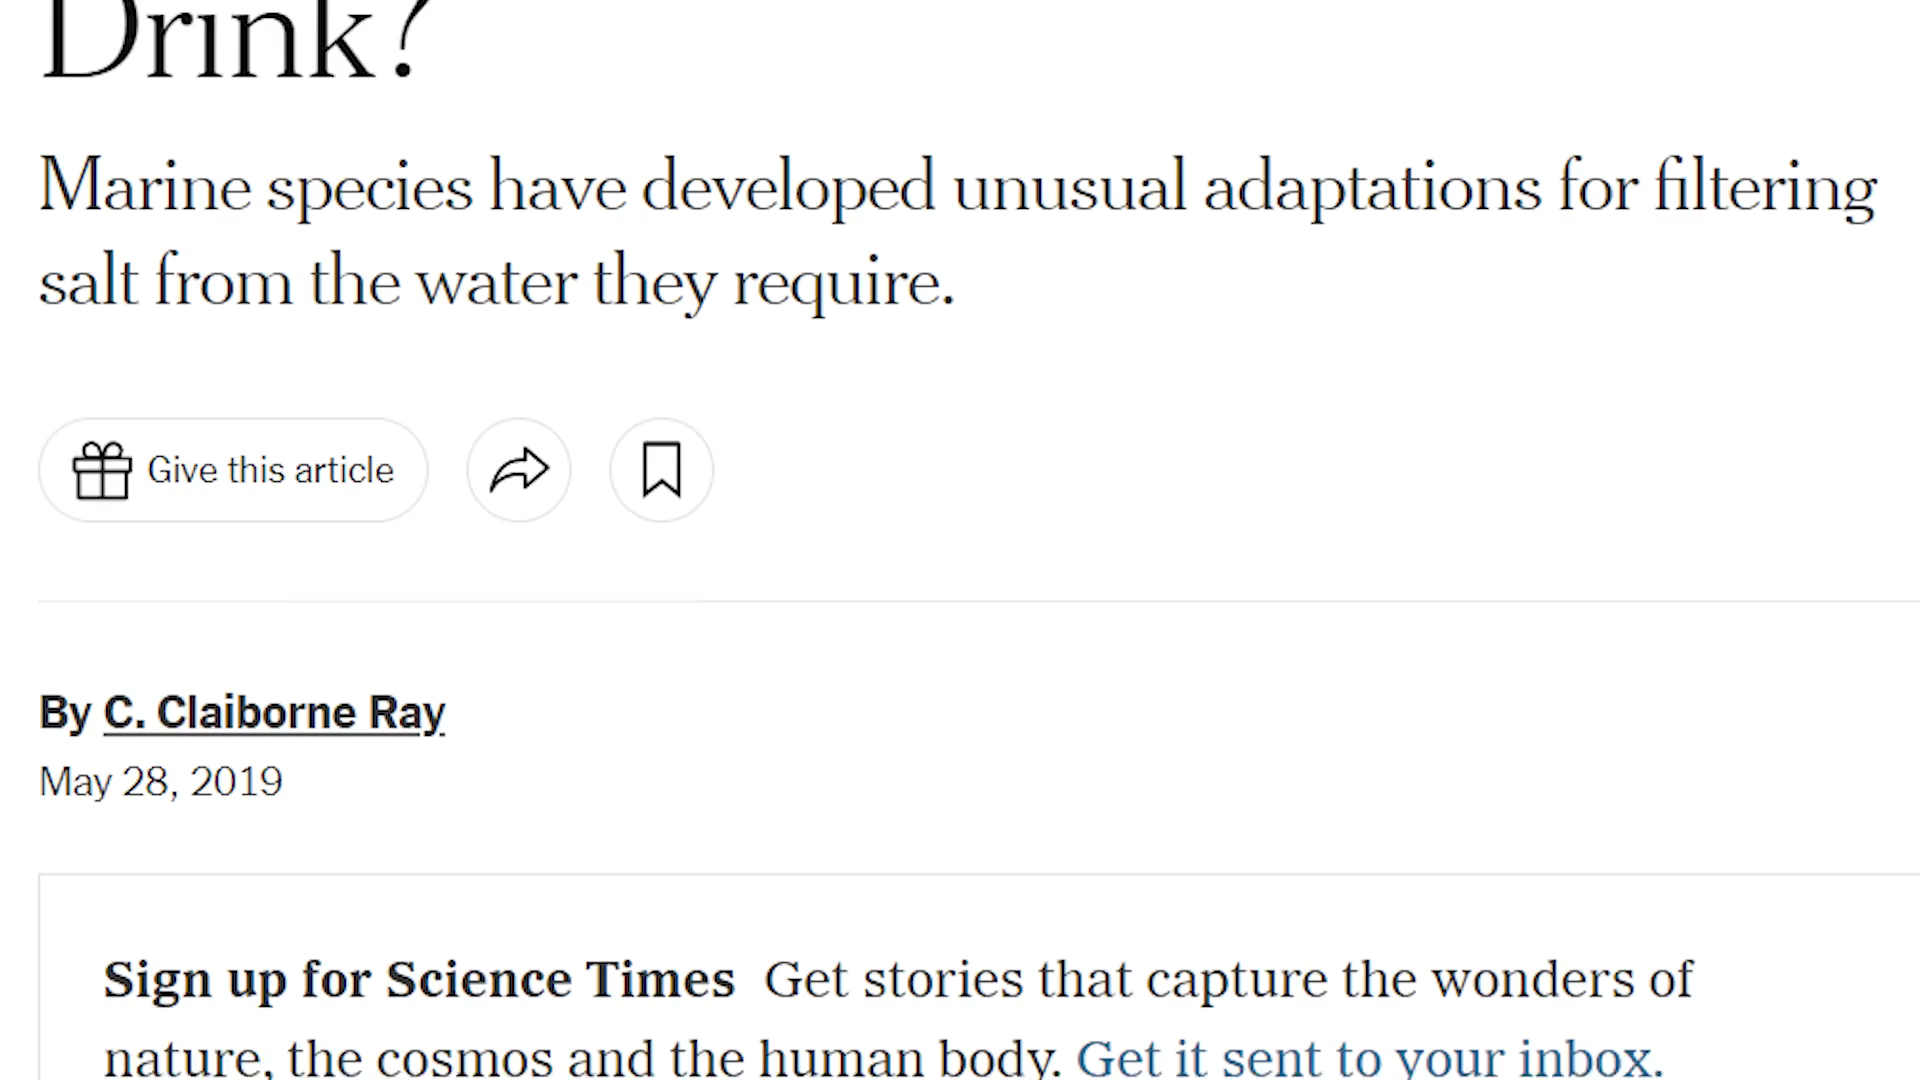 Drink?
Marine species have developed unusual adaptations for filtering
salt from the water they require.
Give this article
By C. Claiborne Ray
May 28, 2019
Sign up for Science Times Get stories that capture the wonders of
nature, the cosmos and the human body. Get it sent to your inbox.